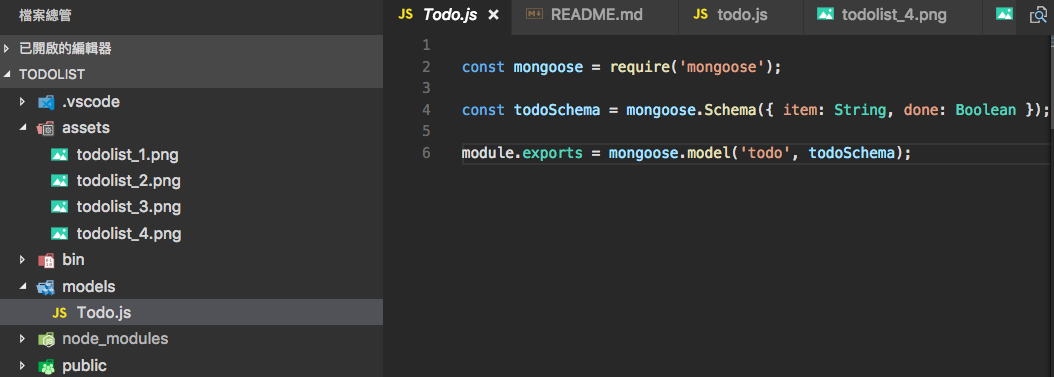 檔案總管
已開啟的編輯器
TODOLIST
.vscode
assets
todolist_1.png
todolist_2.png
todolist_3.png
todolist_4.png
bin
models
JS Todo.js
node_modules
public
JS Todo.js × README.md JS todo.js todolist_4.png
1
2 const mongoose = require('mongoose');
3
4 const todoSchema = mongoose.Schema({ item: String, done: Boolean });
5
6 module.exports = mongoose.model('todo', todoSchema);